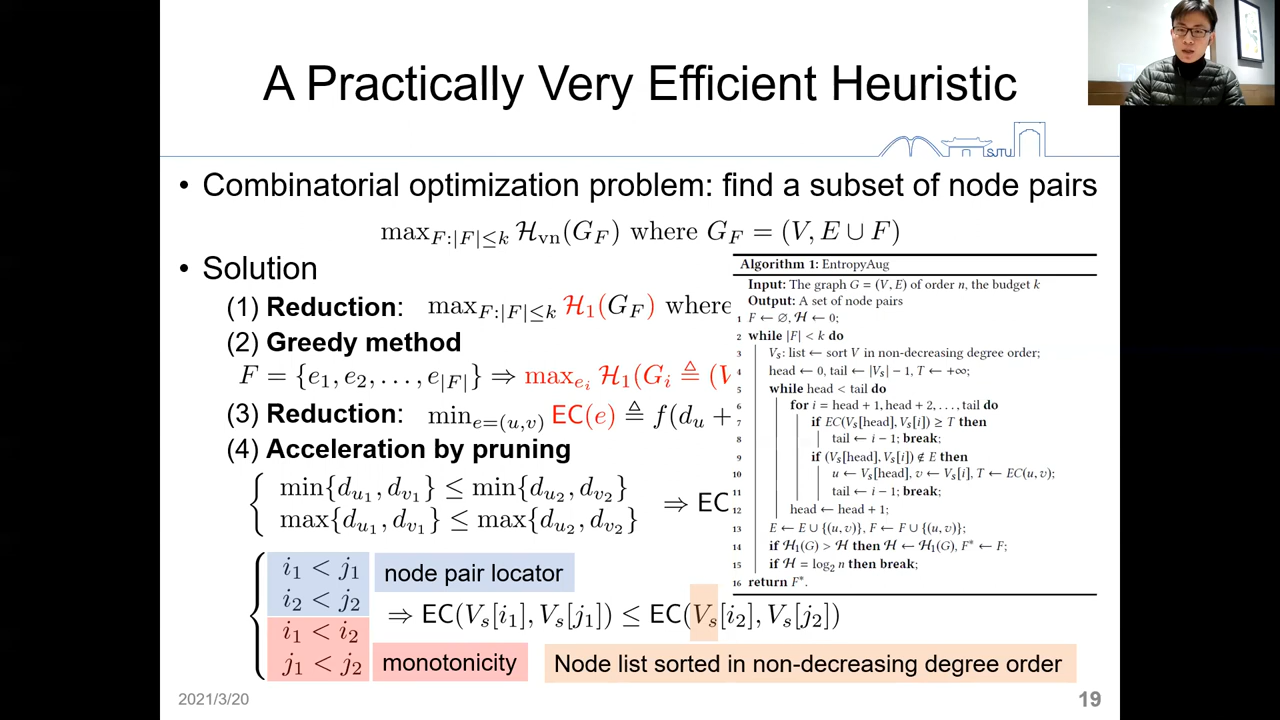 A Practically Very Efficient Heuristic
SJTU
• Combinatorial optimization problem: find a subset of node pairs
max_{F:|F|≤k} ℋ_{vn}(G_F) where G_F = (V, E ∪ F)
• Solution
(1) Reduction: max_{F:|F|≤k} ℋ_1(G_F) where
(2) Greedy method
F = {e_1, e_2, . . . , e_{|F|}} ⇒ max_{e_i} ℋ_1(G_i ≜ (V
(3) Reduction: min_{e=(u,v)} EC(e) ≜ f(d_u +
(4) Acceleration by pruning
min{d_{u_1}, d_{v_1}} ≤ min{d_{u_2}, d_{v_2}}
max{d_{u_1}, d_{v_1}} ≤ max{d_{u_2}, d_{v_2}}
⇒ EC
Algorithm 1: EntropyAug
Input: The graph G = (V, E) of order n, the budget k
Output: A set of node pairs
1 F ← ∅, ℋ ← 0;
2 while |F| < k do
3 V_s: list ← sort V in non-decreasing degree order;
4 head ← 0, tail ← |V_s| − 1, T ← +∞;
5 while head < tail do
6 for i = head + 1, head + 2, . . . , tail do
7 if EC(V_s[head], V_s[i]) ≥ T then
8 tail ← i − 1; break;
9 if (V_s[head], V_s[i]) ∉ E then
10 u ← V_s[head], v ← V_s[i], T ← EC(u, v);
11 tail ← i − 1; break;
12 head ← head + 1;
13 E ← E ∪ {(u, v)}, F ← F ∪ {(u, v)};
14 if ℋ_1(G) > ℋ then ℋ ← ℋ_1(G), F* ← F;
15 if ℋ = log_2 n then break;
16 return F*.
i_1 < j_1
i_2 < j_2
node pair locator
i_1 < i_2
j_1 < j_2
monotonicity
⇒ EC(V_s[i_1], V_s[j_1]) ≤ EC(V_s[i_2], V_s[j_2])
Node list sorted in non-decreasing degree order
2021/3/20
19